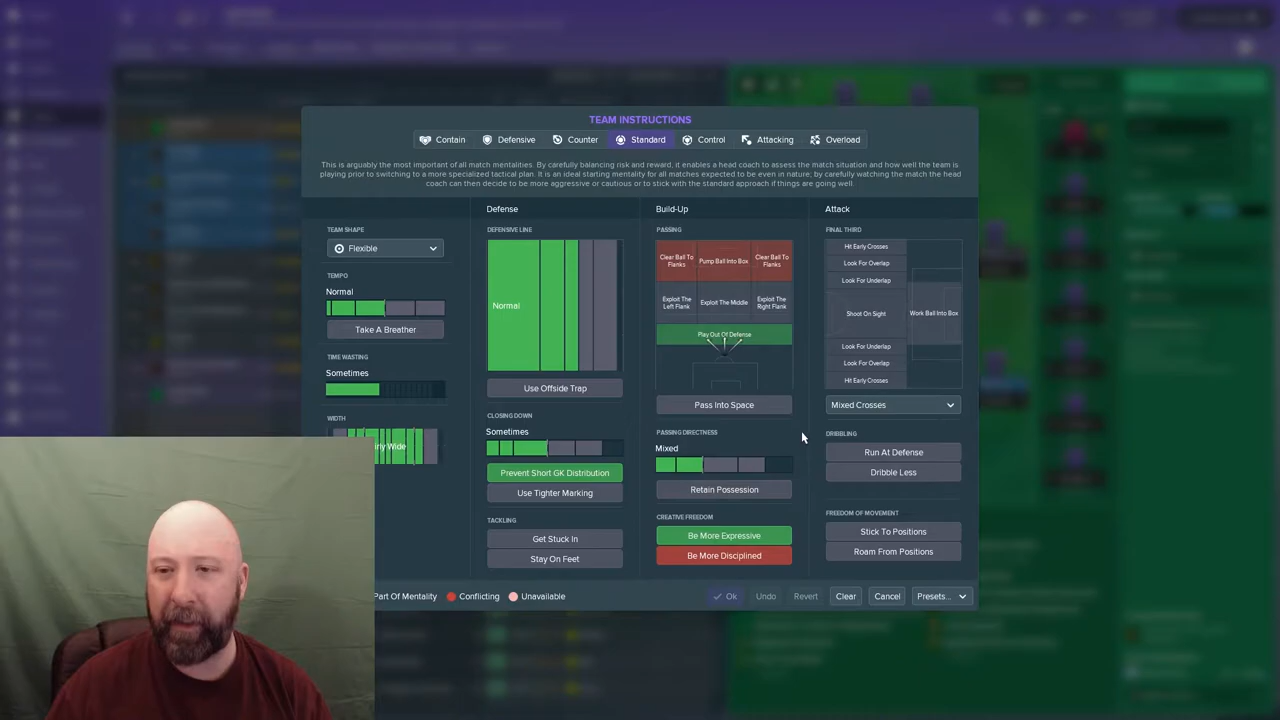 TEAM INSTRUCTIONS
Contain Defensive Counter Standard Control Attacking Overload
This is arguably the most important of all match mentalities. By carefully balancing risk and reward, it enables a head coach to assess the match situation and how well the team is
playing prior to switching to a more specialized tactical plan. It is an ideal starting mentality for all matches expected to be even in nature; by carefully watching the match the head
coach can then decide to be more aggressive or cautious or to stick with the standard approach if things are going well.
TEAM SHAPE
Flexible
TEMPO
Normal
Take A Breather
TIME WASTING
Sometimes
WIDTH
Wide
Defense
DEFENSIVE LINE
Normal
Use Offside Trap
CLOSING DOWN
Sometimes
Prevent Short GK Distribution
Use Tighter Marking
TACKLING
Get Stuck In
Stay On Feet
Build-Up
PASSING
Clear Ball To
Flanks
Pump Ball Into Box
Clear Ball To
Flanks
Exploit The
Left Flank
Exploit The Middle
Exploit The
Right Flank
Play Out Of Defense
Pass Into Space
PASSING DIRECTNESS
Mixed
Retain Possession
CREATIVE FREEDOM
Be More Expressive
Be More Disciplined
Attack
FINAL THIRD
Hit Early Crosses
Look For Overlap
Look For Underlap
Shoot On Sight
Work Ball Into Box
Look For Underlap
Look For Overlap
Hit Early Crosses
Mixed Crosses
DRIBBLING
Run At Defense
Dribble Less
FREEDOM OF MOVEMENT
Stick To Positions
Roam From Positions
Part Of Mentality Conflicting Unavailable
Ok Undo Revert Clear Cancel Presets...